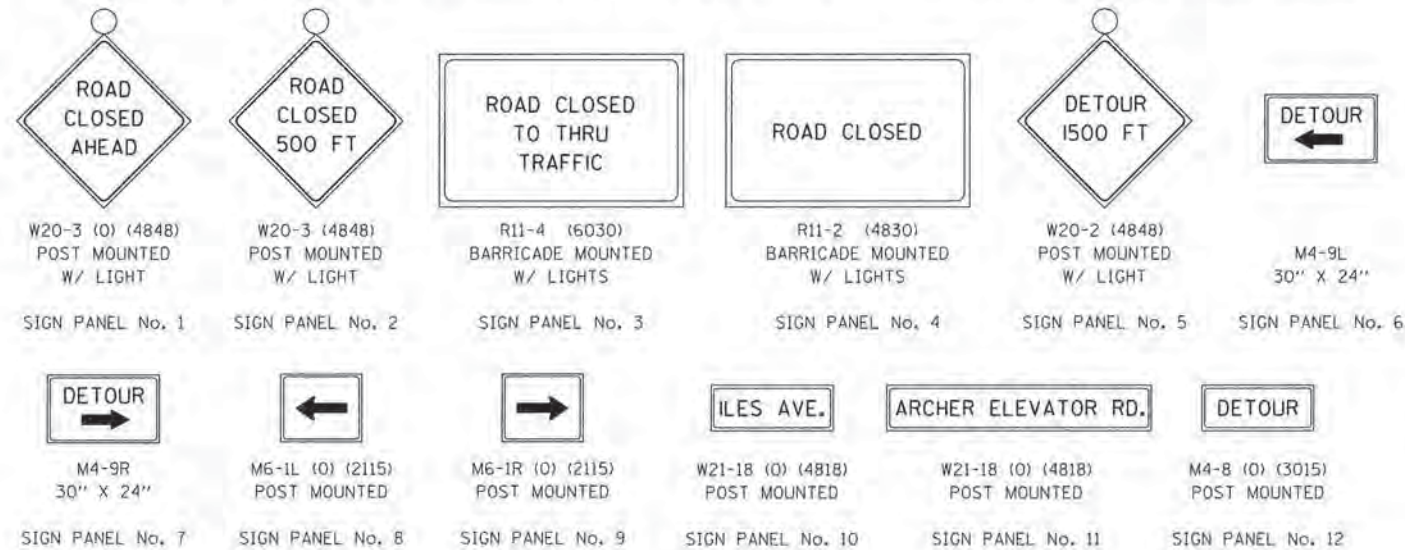 ROAD
CLOSED
AHEAD
W20-3 (O) (4848)
POST MOUNTED
W/ LIGHT
SIGN PANEL No. 1
ROAD
CLOSED
500 FT
W20-3 (4848)
POST MOUNTED
W/ LIGHT
SIGN PANEL No. 2
ROAD CLOSED
TO THRU
TRAFFIC
R11-4 (6030)
BARRICADE MOUNTED
W/ LIGHTS
SIGN PANEL No. 3
ROAD CLOSED
R11-2 (4830)
BARRICADE MOUNTED
W/ LIGHTS
SIGN PANEL No. 4
DETOUR
1500 FT
W20-2 (4848)
POST MOUNTED
W/ LIGHT
SIGN PANEL No. 5
DETOUR
M4-9L
30'' X 24''
SIGN PANEL No. 6
DETOUR
M4-9R
30'' X 24''
SIGN PANEL No. 7
M6-1L (O) (2115)
POST MOUNTED
SIGN PANEL No. 8
M6-1R (O) (2115)
POST MOUNTED
SIGN PANEL No. 9
ILES AVE.
W21-18 (O) (4818)
POST MOUNTED
SIGN PANEL No. 10
ARCHER ELEVATOR RD.
W21-18 (O) (4818)
POST MOUNTED
SIGN PANEL No. 11
DETOUR
M4-8 (O) (3015)
POST MOUNTED
SIGN PANEL No. 12